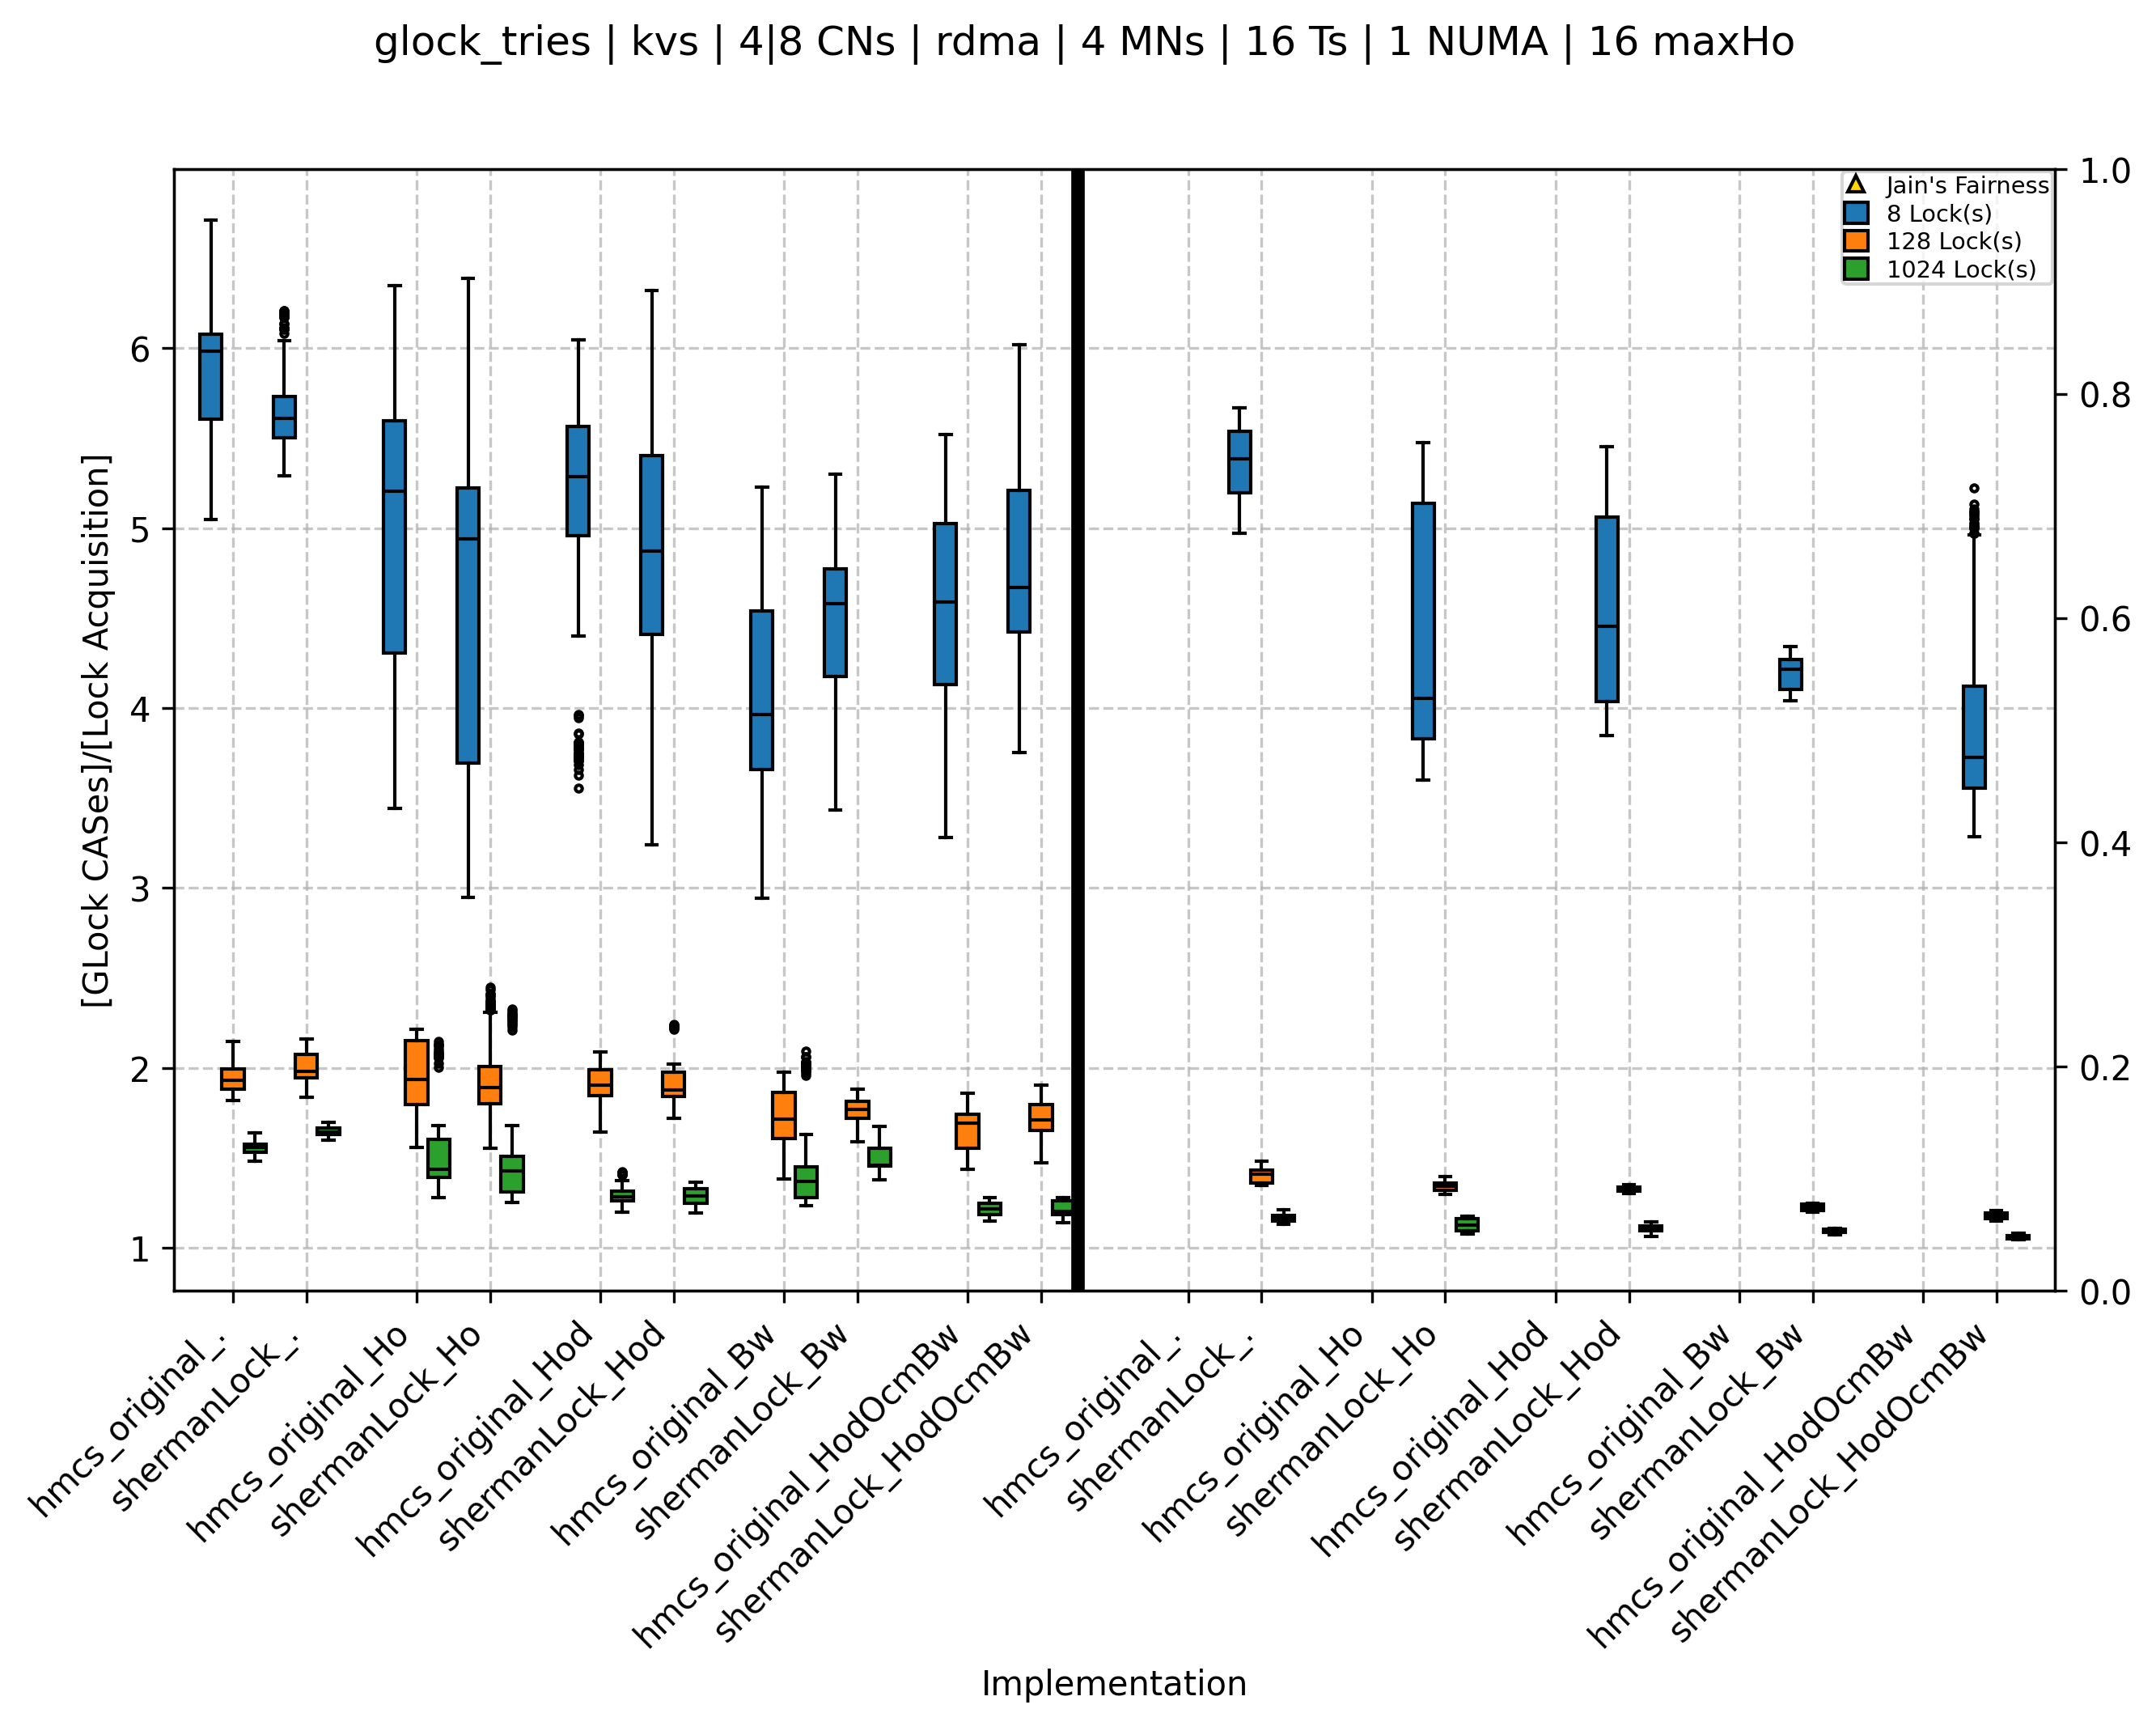 glock_tries | kvs | 4|8 CNs | rdma | 4 MNs | 16 Ts | 1 NUMA | 16 maxHo
Jain's Fairness
8 Lock(s)
128 Lock(s)
1024 Lock(s)
[GLock CASes]/[Lock Acquisition]
6
5
4
3
2
1
1.0
0.8
0.6
0.4
0.2
0.0
hmcs_original_.
shermanLock_.
hmcs_original_Ho
shermanLock_Ho
hmcs_original_Hod
shermanLock_Hod
hmcs_original_Bw
shermanLock_Bw
hmcs_original_HodOcmBw
shermanLock_HodOcmBw
hmcs_original_.
shermanLock_.
hmcs_original_Ho
shermanLock_Ho
hmcs_original_Hod
shermanLock_Hod
hmcs_original_Bw
shermanLock_Bw
hmcs_original_HodOcmBw
shermanLock_HodOcmBw
Implementation